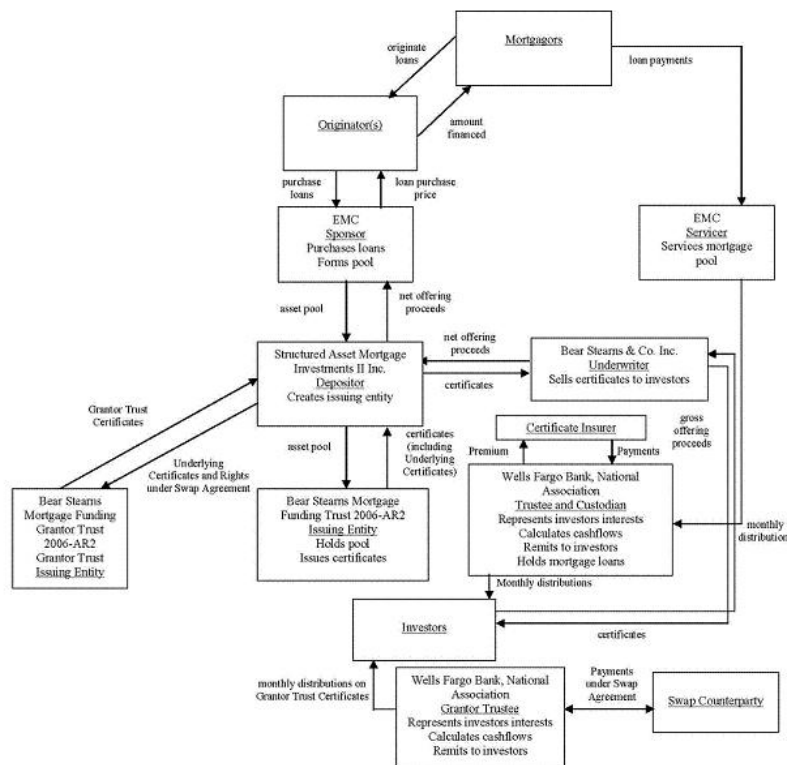 Mortgagors
originate
loans
loan payments
Originator(s)
amount
financed
purchase
loans
loan purchase
price
EMC
Sponsor
Purchases loans
Forms pool
EMC
Servicer
Services mortgage
pool
asset pool
net offering
proceeds
Structured Asset Mortgage
Investments II Inc.
Depositor
Creates issuing entity
net offering
proceeds
certificates
Bear Stearns & Co. Inc.
Underwriter
Sells certificates to investors
Grantor Trust
Certificates
Underlying
Certificates and Rights
under Swap Agreement
asset pool
certificates
(including
Underlying
Certificates)
Certificate Insurer
gross
offering
proceeds
Premium
Payments
Bear Stearns
Mortgage Funding
Grantor Trust
2006-AR2
Grantor Trust
Issuing Entity
Bear Stearns Mortgage
Funding Trust 2006-AR2
Issuing Entity
Holds pool
Issues certificates
Wells Fargo Bank, National
Association
Trustee and Custodian
Represents investors interests
Calculates cashflows
Remits to investors
Holds mortgage loans
monthly
distribution
Monthly distributions
Investors
certificates
monthly distributions on
Grantor Trust Certificates
Wells Fargo Bank, National
Association
Grantor Trustee
Represents investors interests
Calculates cashflows
Remits to investors
Payments
under Swap
Agreement
Swap Counterparty